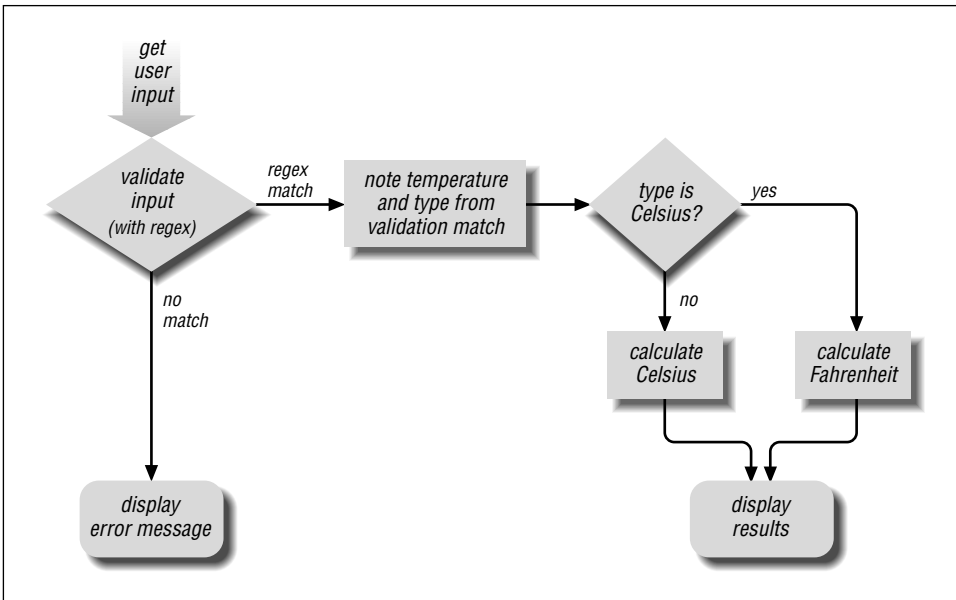 get
user
input
validate
input
(with regex)
regex
match
note temperature
and type from
validation match
type is
Celsius?
yes
no
match
no
calculate
Celsius
calculate
Fahrenheit
display
error message
display
results